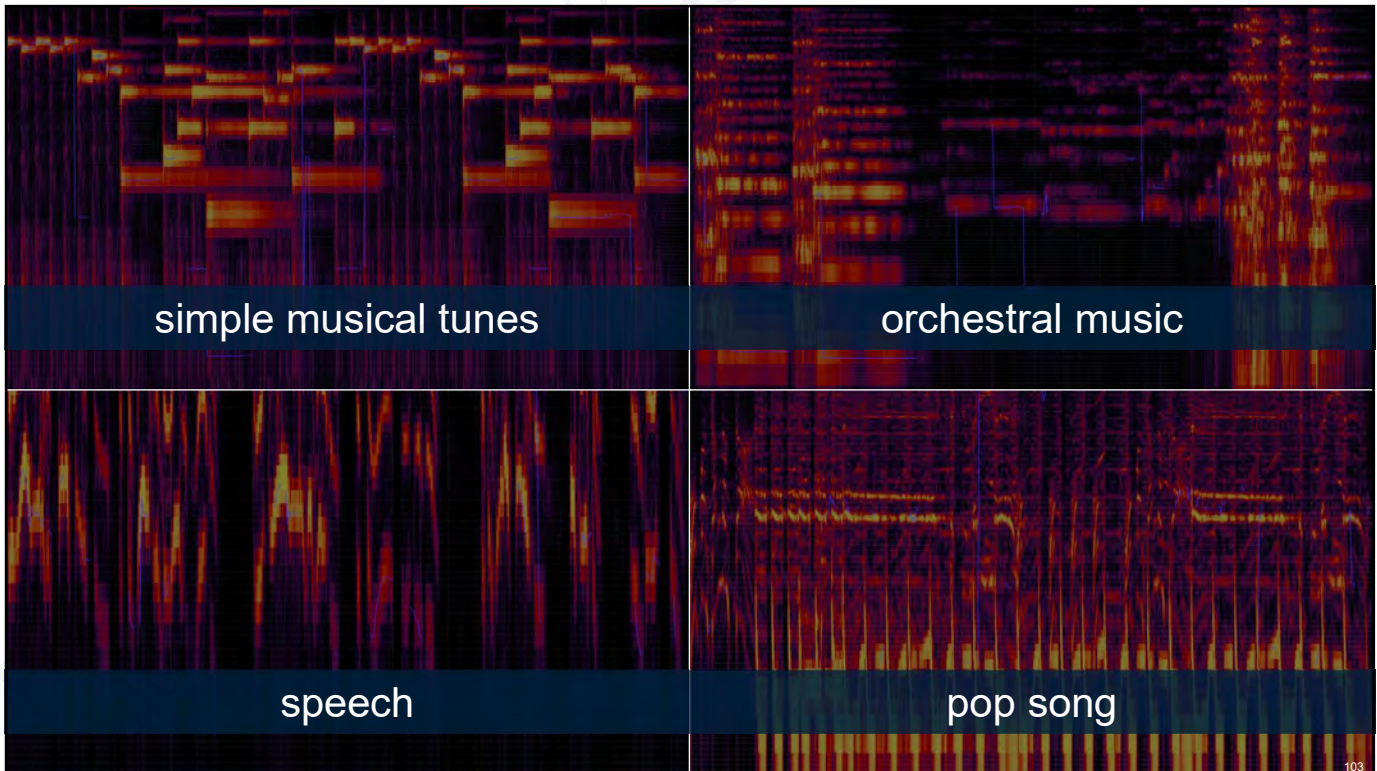 simple musical tunes
orchestral music
speech
pop song
103